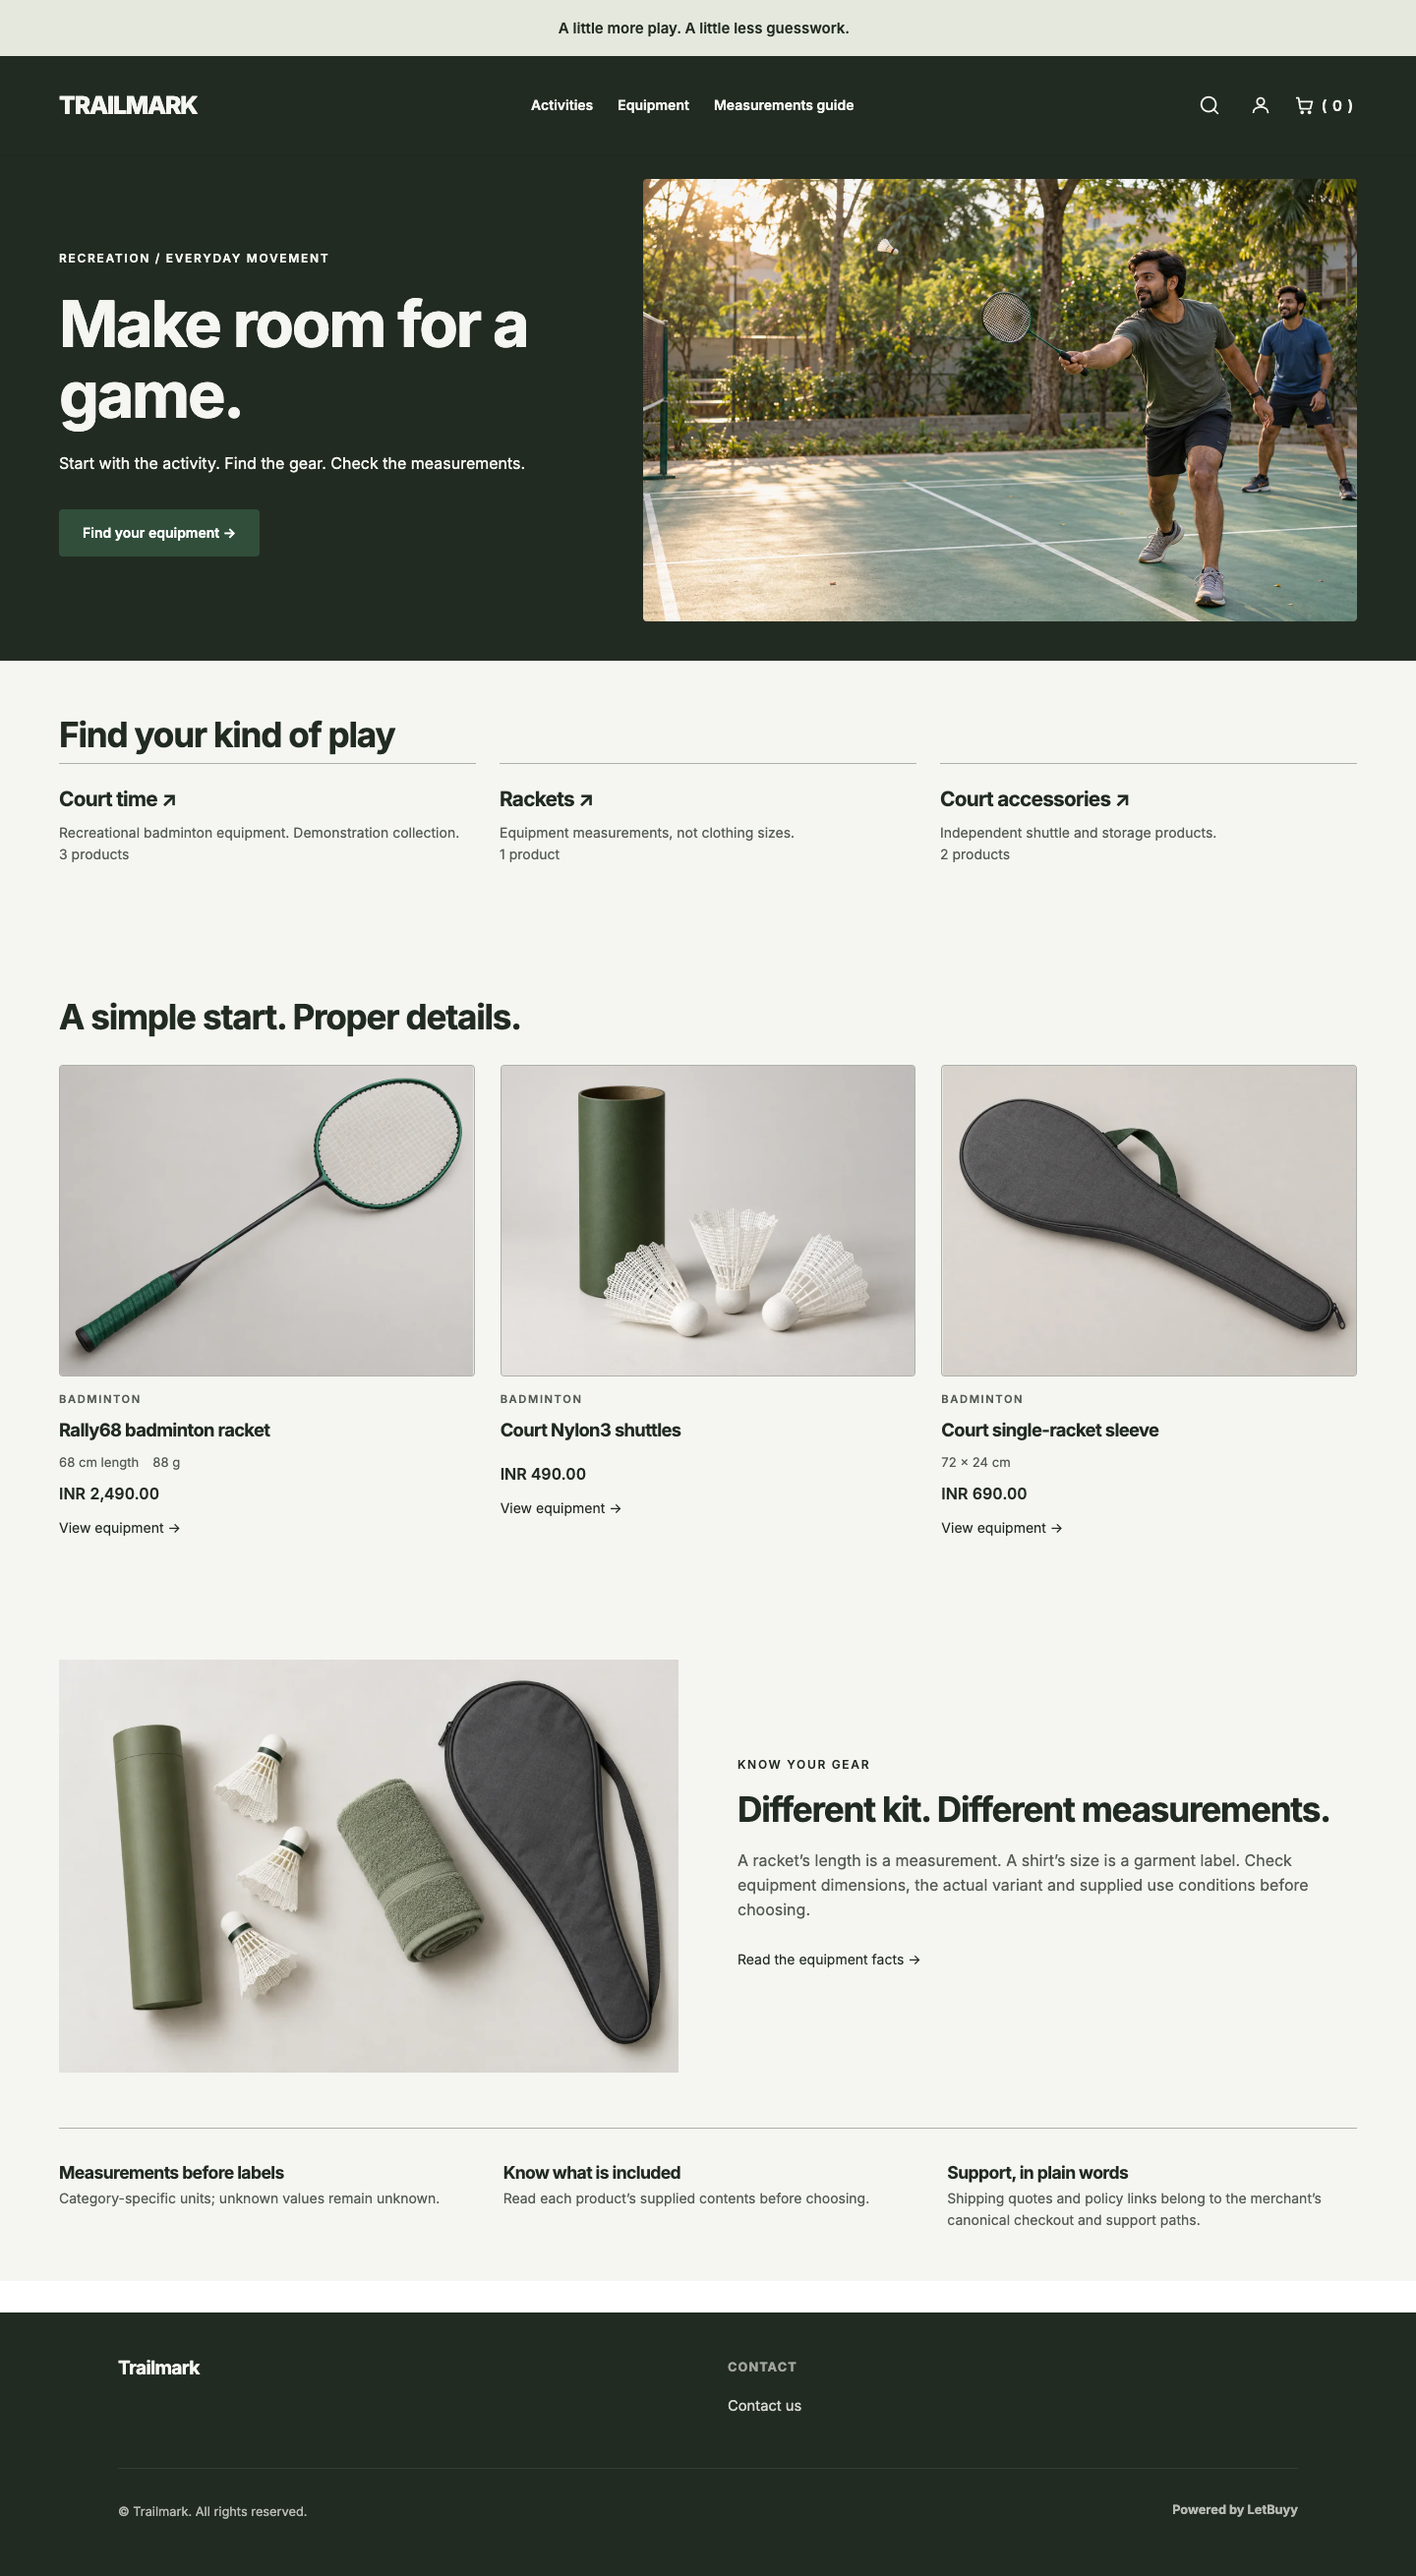 A little more play. A little less guesswork.
TRAILMARK
Activities Equipment Measurements guide
( 0 )
RECREATION / EVERYDAY MOVEMENT
Make room for a
game.
Start with the activity. Find the gear. Check the measurements.
Find your equipment →
Find your kind of play
Court time ↗
Recreational badminton equipment. Demonstration collection.
3 products
Rackets ↗
Equipment measurements, not clothing sizes.
1 product
Court accessories ↗
Independent shuttle and storage products.
2 products
A simple start. Proper details.
BADMINTON
Rally68 badminton racket
68 cm length 88 g
INR 2,490.00
View equipment →
BADMINTON
Court Nylon3 shuttles
INR 490.00
View equipment →
BADMINTON
Court single-racket sleeve
72 × 24 cm
INR 690.00
View equipment →
KNOW YOUR GEAR
Different kit. Different measurements.
A racket’s length is a measurement. A shirt’s size is a garment label. Check
equipment dimensions, the actual variant and supplied use conditions before
choosing.
Read the equipment facts →
Measurements before labels
Category-specific units; unknown values remain unknown.
Know what is included
Read each product’s supplied contents before choosing.
Support, in plain words
Shipping quotes and policy links belong to the merchant’s
canonical checkout and support paths.
Trailmark
CONTACT
Contact us
© Trailmark. All rights reserved.
Powered by LetBuyy